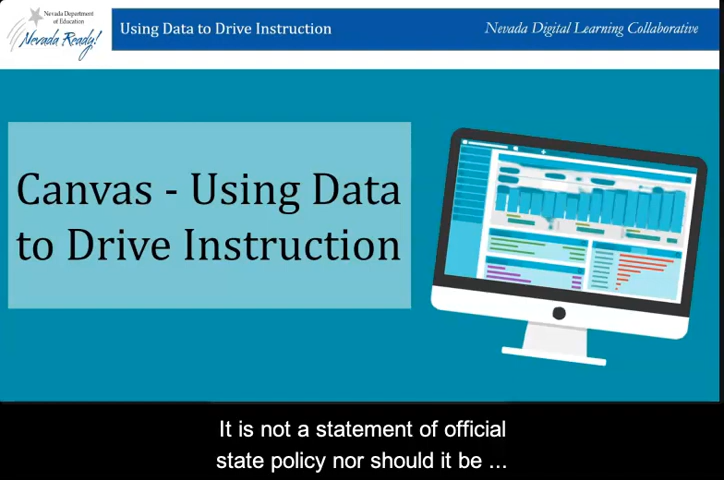 Nevada Department
of Education
Nevada Ready!
Using Data to Drive Instruction
Nevada Digital Learning Collaborative
Canvas - Using Data
to Drive Instruction
It is not a statement of official
state policy nor should it be ...